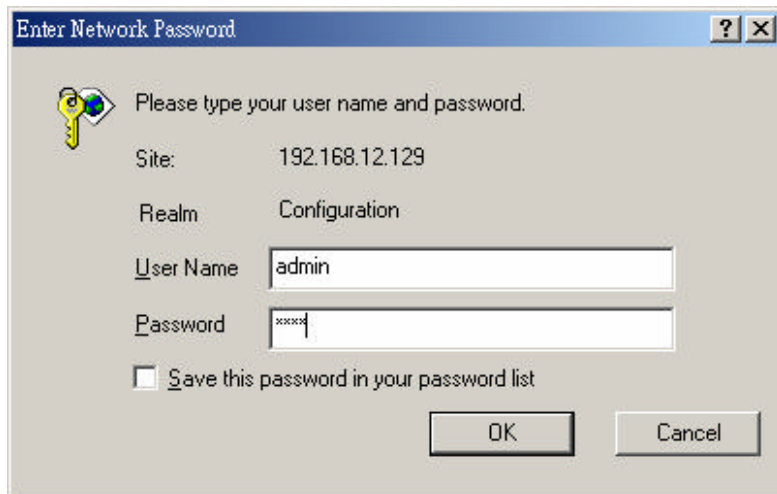 Enter Network Password
Please type your user name and password.
Site: 192.168.12.129
Realm Configuration
User Name admin
Password ****
Save this password in your password list
OK Cancel